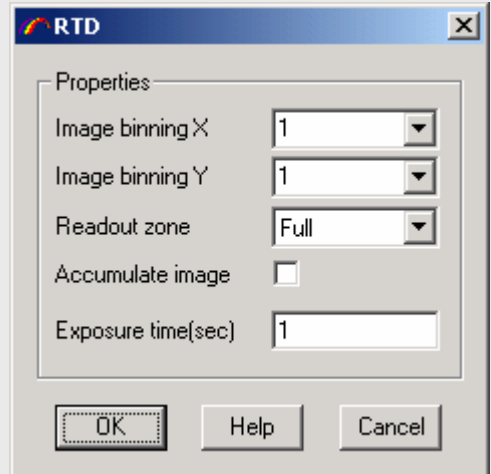 RTD
Properties
Image binning X 1
Image binning Y 1
Readout zone Full
Accumulate image
Exposure time(sec) 1
OK Help Cancel